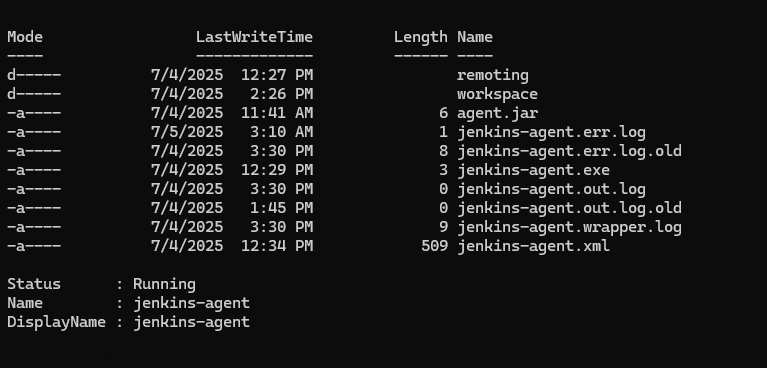 Mode                 LastWriteTime         Length Name
----                 -------------         ------ ----
d-----          7/4/2025  12:27 PM                remoting
d-----          7/4/2025   2:26 PM                workspace
-a----          7/4/2025  11:41 AM              6 agent.jar
-a----          7/5/2025   3:10 AM              1 jenkins-agent.err.log
-a----          7/4/2025   3:30 PM              8 jenkins-agent.err.log.old
-a----          7/4/2025  12:29 PM              3 jenkins-agent.exe
-a----          7/4/2025   3:30 PM              0 jenkins-agent.out.log
-a----          7/4/2025   1:45 PM              0 jenkins-agent.out.log.old
-a----          7/4/2025   3:30 PM              9 jenkins-agent.wrapper.log
-a----          7/4/2025  12:34 PM            509 jenkins-agent.xml
Status      : Running
Name        : jenkins-agent
DisplayName : jenkins-agent